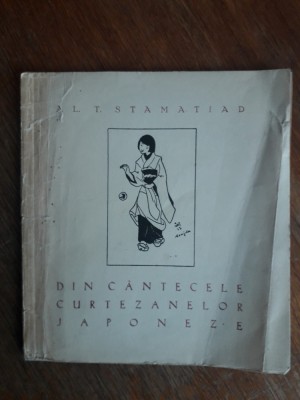 AL. T. STAMATIAD
DIN CÂNTECELE
CURTEZANELOR
JAPONEZE